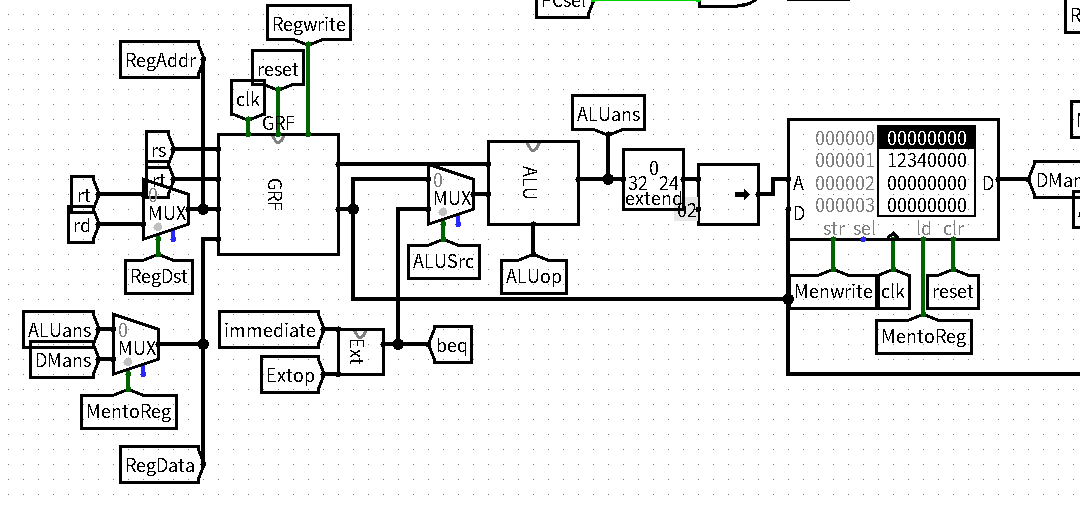 PCsel
Regwrite
RegAddr
reset
clk
GRF
rs
rt
rt
0
MUX
rd
GRF
RegDst
ALUans
0
MUX
DMans
MentoReg
RegData
immediate
Ext
Extop
beq
0
MUX
ALUSrc
ALU
ALUop
ALUans
0
32 24
extend
02
A
D
000000 00000000
000001 12340000
000002 00000000
000003 00000000
D
str sel ld clr
Menwrite
clk
reset
MentoReg
DMan